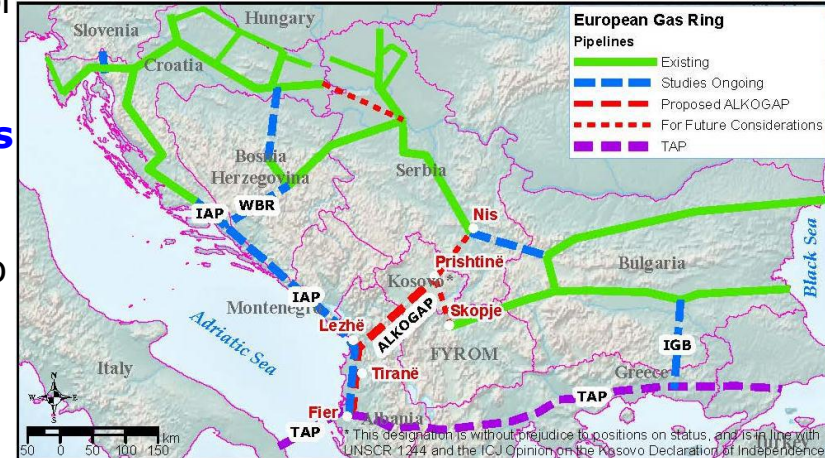 European Gas Ring
Pipelines
Existing
Studies Ongoing
Proposed ALKOGAP
For Future Considerations
TAP
Hungary
Slovenia
Croatia
s
Bosnia
Herzegovina
Serbia
IAP
WBR
Nis
Prishtinë
Kosovo*
Bulgaria
Black Sea
IAP
Montenegro
Lezhë
ALKOGAP
Skopje
Adriatic Sea
FYROM
Italy
Tiranë
IGB
Greece
N
W E
S
TAP
Fier
Albania
TAP
Turkey
50 0 50 100 150 km
* This designation is without prejudice to positions on status, and is in line with
UNSCR 1244 and the ICJ Opinion on the Kosovo Declaration of Independence